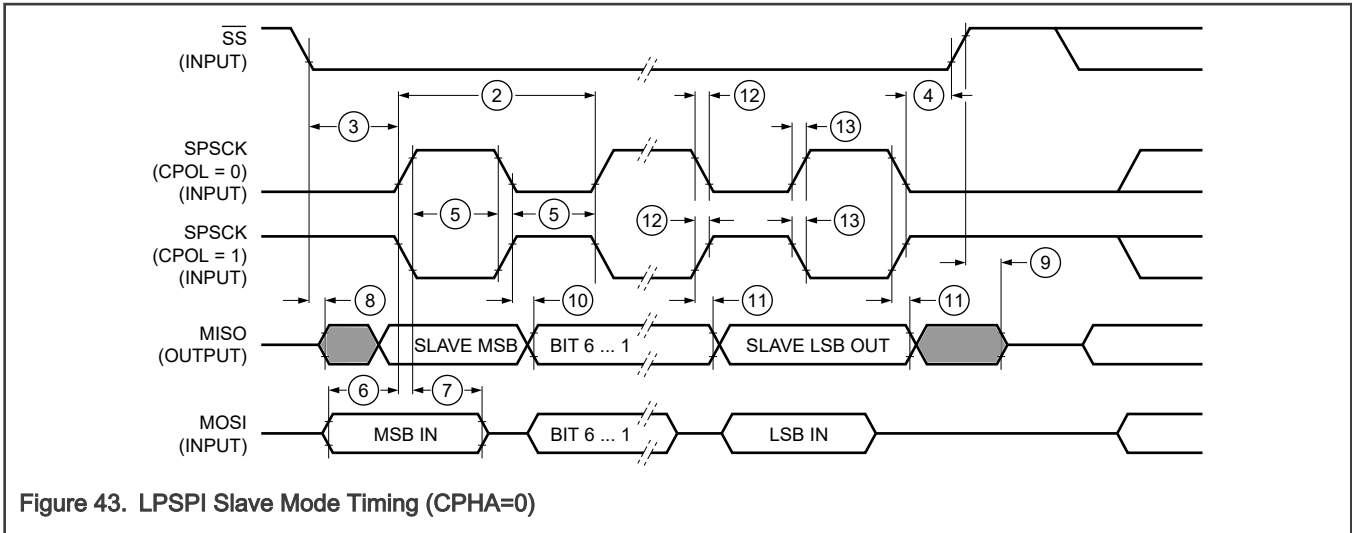 SS
(INPUT)
2
12
4
3
13
SPSCK
(CPOL = 0)
(INPUT)
5
5
12
13
SPSCK
(CPOL = 1)
(INPUT)
9
8
10
11
11
MISO
(OUTPUT)
SLAVE MSB
BIT 6 ... 1
SLAVE LSB OUT
6
7
MOSI
(INPUT)
MSB IN
BIT 6 ... 1
LSB IN
Figure 43. LPSPI Slave Mode Timing (CPHA=0)